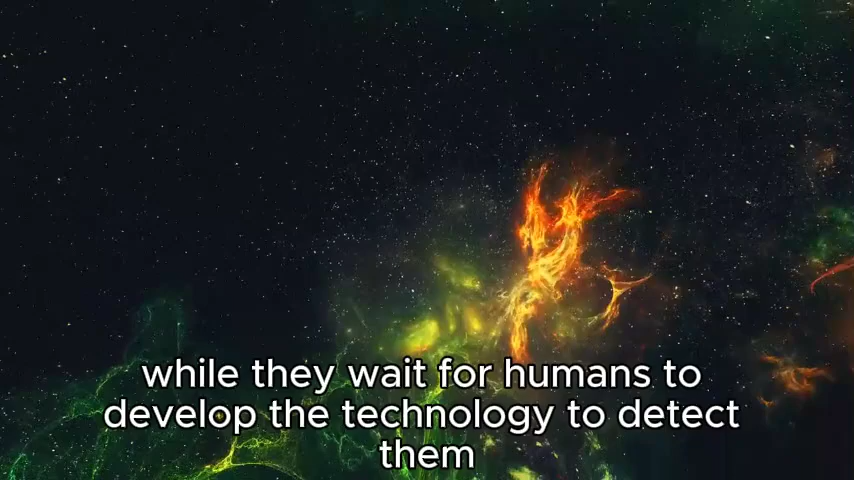 while they wait for humans to
develop the technology to detect
them